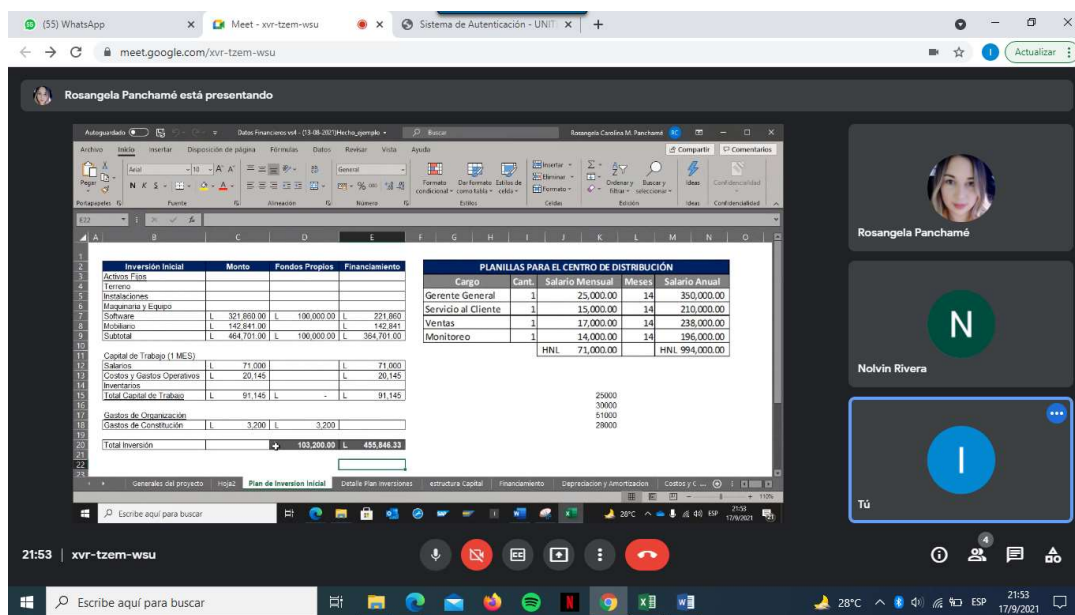 (55) WhatsApp
Meet - xvr-tzem-wsu
Sistema de Autenticación - UNIT
meet.google.com/xvr-tzem-wsu
Actualizar
Rosangela Panchamé está presentando
Autoguardado
Datos Financieros vs4 - (13-08-2021)Hecho_ejemplo
Buscar
Rosangela Carolina M. Panchamé
RC
Archivo Inicio Insertar Disposición de página Fórmulas Datos Revisar Vista Ayuda
Compartir Comentarios
Pegar
Arial 10
N K S
General
Formato condicional
Dar formato como tabla
Estilos de celda
Insertar
Eliminar
Formato
Ordenar y filtrar
Buscar y seleccionar
Ideas
Confidencialidad
Portapapeles Fuente Alineación Número Estilos Celdas Edición Ideas Confidencialidad
E22
A B C D E F G H I J K L M N O
Inversión Inicial Monto Fondos Propios Financiamiento
Activos Fijos
Terreno
Instalaciones
Maquinaria y Equipo
Software L 321,860.00 L 100,000.00 L 221,860
Mobiliario L 142,841.00 L 142,841
Subtotal L 464,701.00 L 100,000.00 L 364,701.00
Capital de Trabajo (1 MES)
Salarios L 71,000 L 71,000
Costos y Gastos Operativos L 20,145 L 20,145
Inventarios
Total Capital de Trabajo L 91,145 L - L 91,145
Gastos de Organización
Gastos de Constitución L 3,200 L 3,200
Total Inversión 103,200.00 L 455,846.33
PLANILLAS PARA EL CENTRO DE DISTRIBUCIÓN
Cargo Cant. Salario Mensual Meses Salario Anual
Gerente General 1 25,000.00 14 350,000.00
Servicio al Cliente 1 15,000.00 14 210,000.00
Ventas 1 17,000.00 14 238,000.00
Monitoreo 1 14,000.00 14 196,000.00
HNL 71,000.00 HNL 994,000.00
25000
30000
51000
28000
Generales del proyecto Hoja2 Plan de Inversion Inicial Detalle Plan inversiones estructura Capital Financiamiento Depreciacion y Amortizacion Costos y G ...
110%
Escribe aquí para buscar
28°C ESP 21:53
17/9/2021
Rosangela Panchamé
N
Nolvin Rivera
I
Tú
21:53 | xvr-tzem-wsu
4
Escribe aquí para buscar
28°C ESP 21:53
17/9/2021